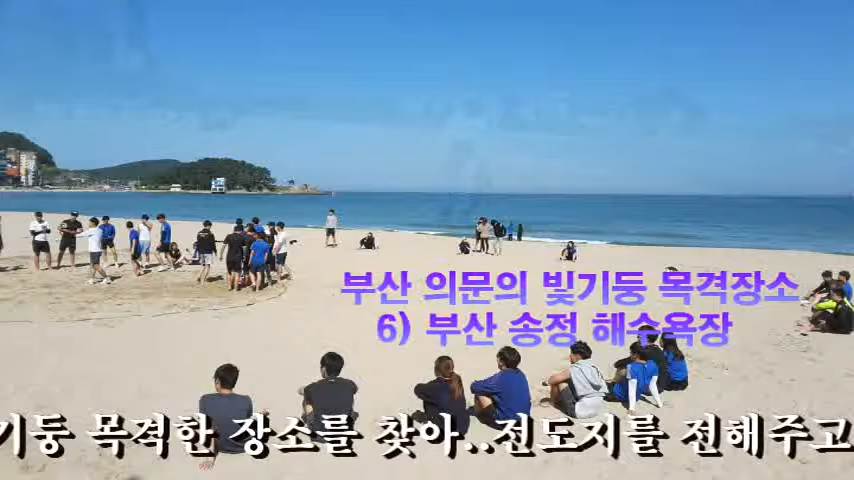 부산 의문의 빛기둥 목격장소
6) 부산 송정 해수욕장
기둥 목격한 장소를 찾아..전도지를 전해주고